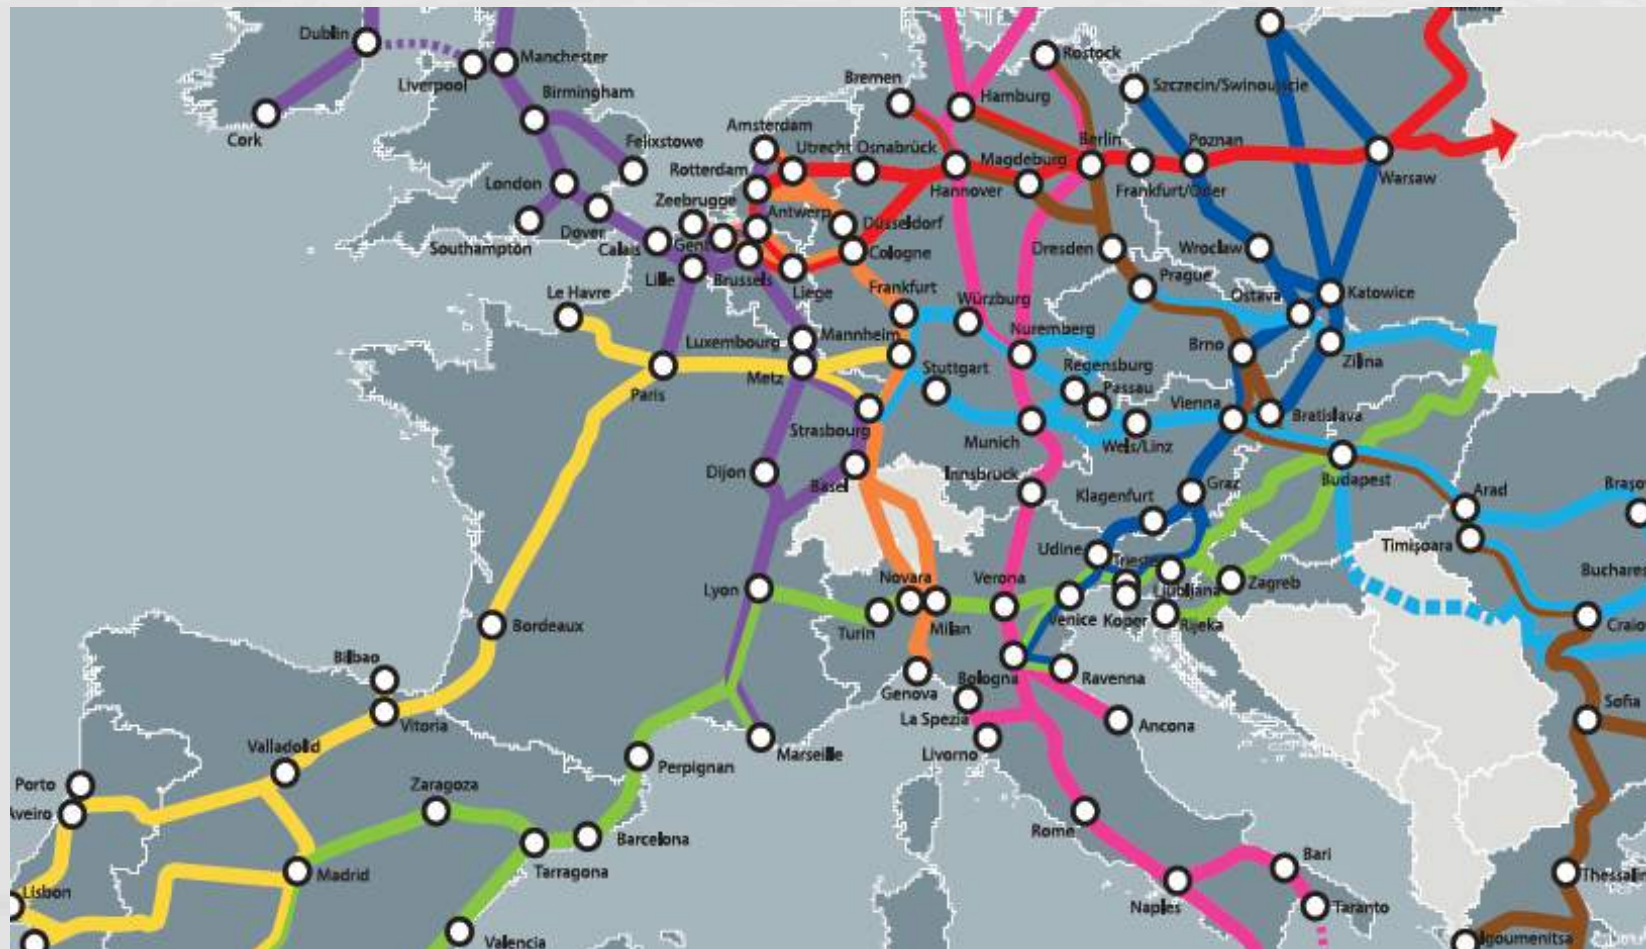 Dublin
Manchester
Liverpool
Birmingham
Cork
Felixstowe
London
Dover
Southampton
Calais
Zeebrugge
Gent
Lille
Brussels
Antwerp
Liege
Amsterdam
Rotterdam
Utrecht
Osnabrück
Bremen
Hamburg
Rostock
Szczecin/Swinoujscie
Berlin
Poznan
Magdeburg
Hannover
Frankfurt/Oder
Warsaw
Düsseldorf
Cologne
Dresden
Wroclaw
Prague
Ostava
Katowice
Frankfurt
Würzburg
Le Havre
Luxembourg
Mannheim
Nuremberg
Brno
Zilina
Metz
Stuttgart
Regensburg
Passau
Paris
Vienna
Bratislava
Strasbourg
Munich
Wels/Linz
Dijon
Basel
Innsbruck
Klagenfurt
Graz
Budapest
Arad
Braşo
Timişoara
Udine
Trieste
Lyon
Novara
Verona
Ljubljana
Zagreb
Buchares
Turin
Milan
Venice
Koper
Rijeka
Craio
Bordeaux
Bilbao
Genova
Bologna
Ravenna
Vitoria
La Spezia
Ancona
Sofia
Valladolid
Livorno
Marseille
Perpignan
Porto
Zaragoza
Aveiro
Barcelona
Rome
Tarragona
Madrid
Bari
Lisbon
Naples
Taranto
Valencia
Igoumenitsa